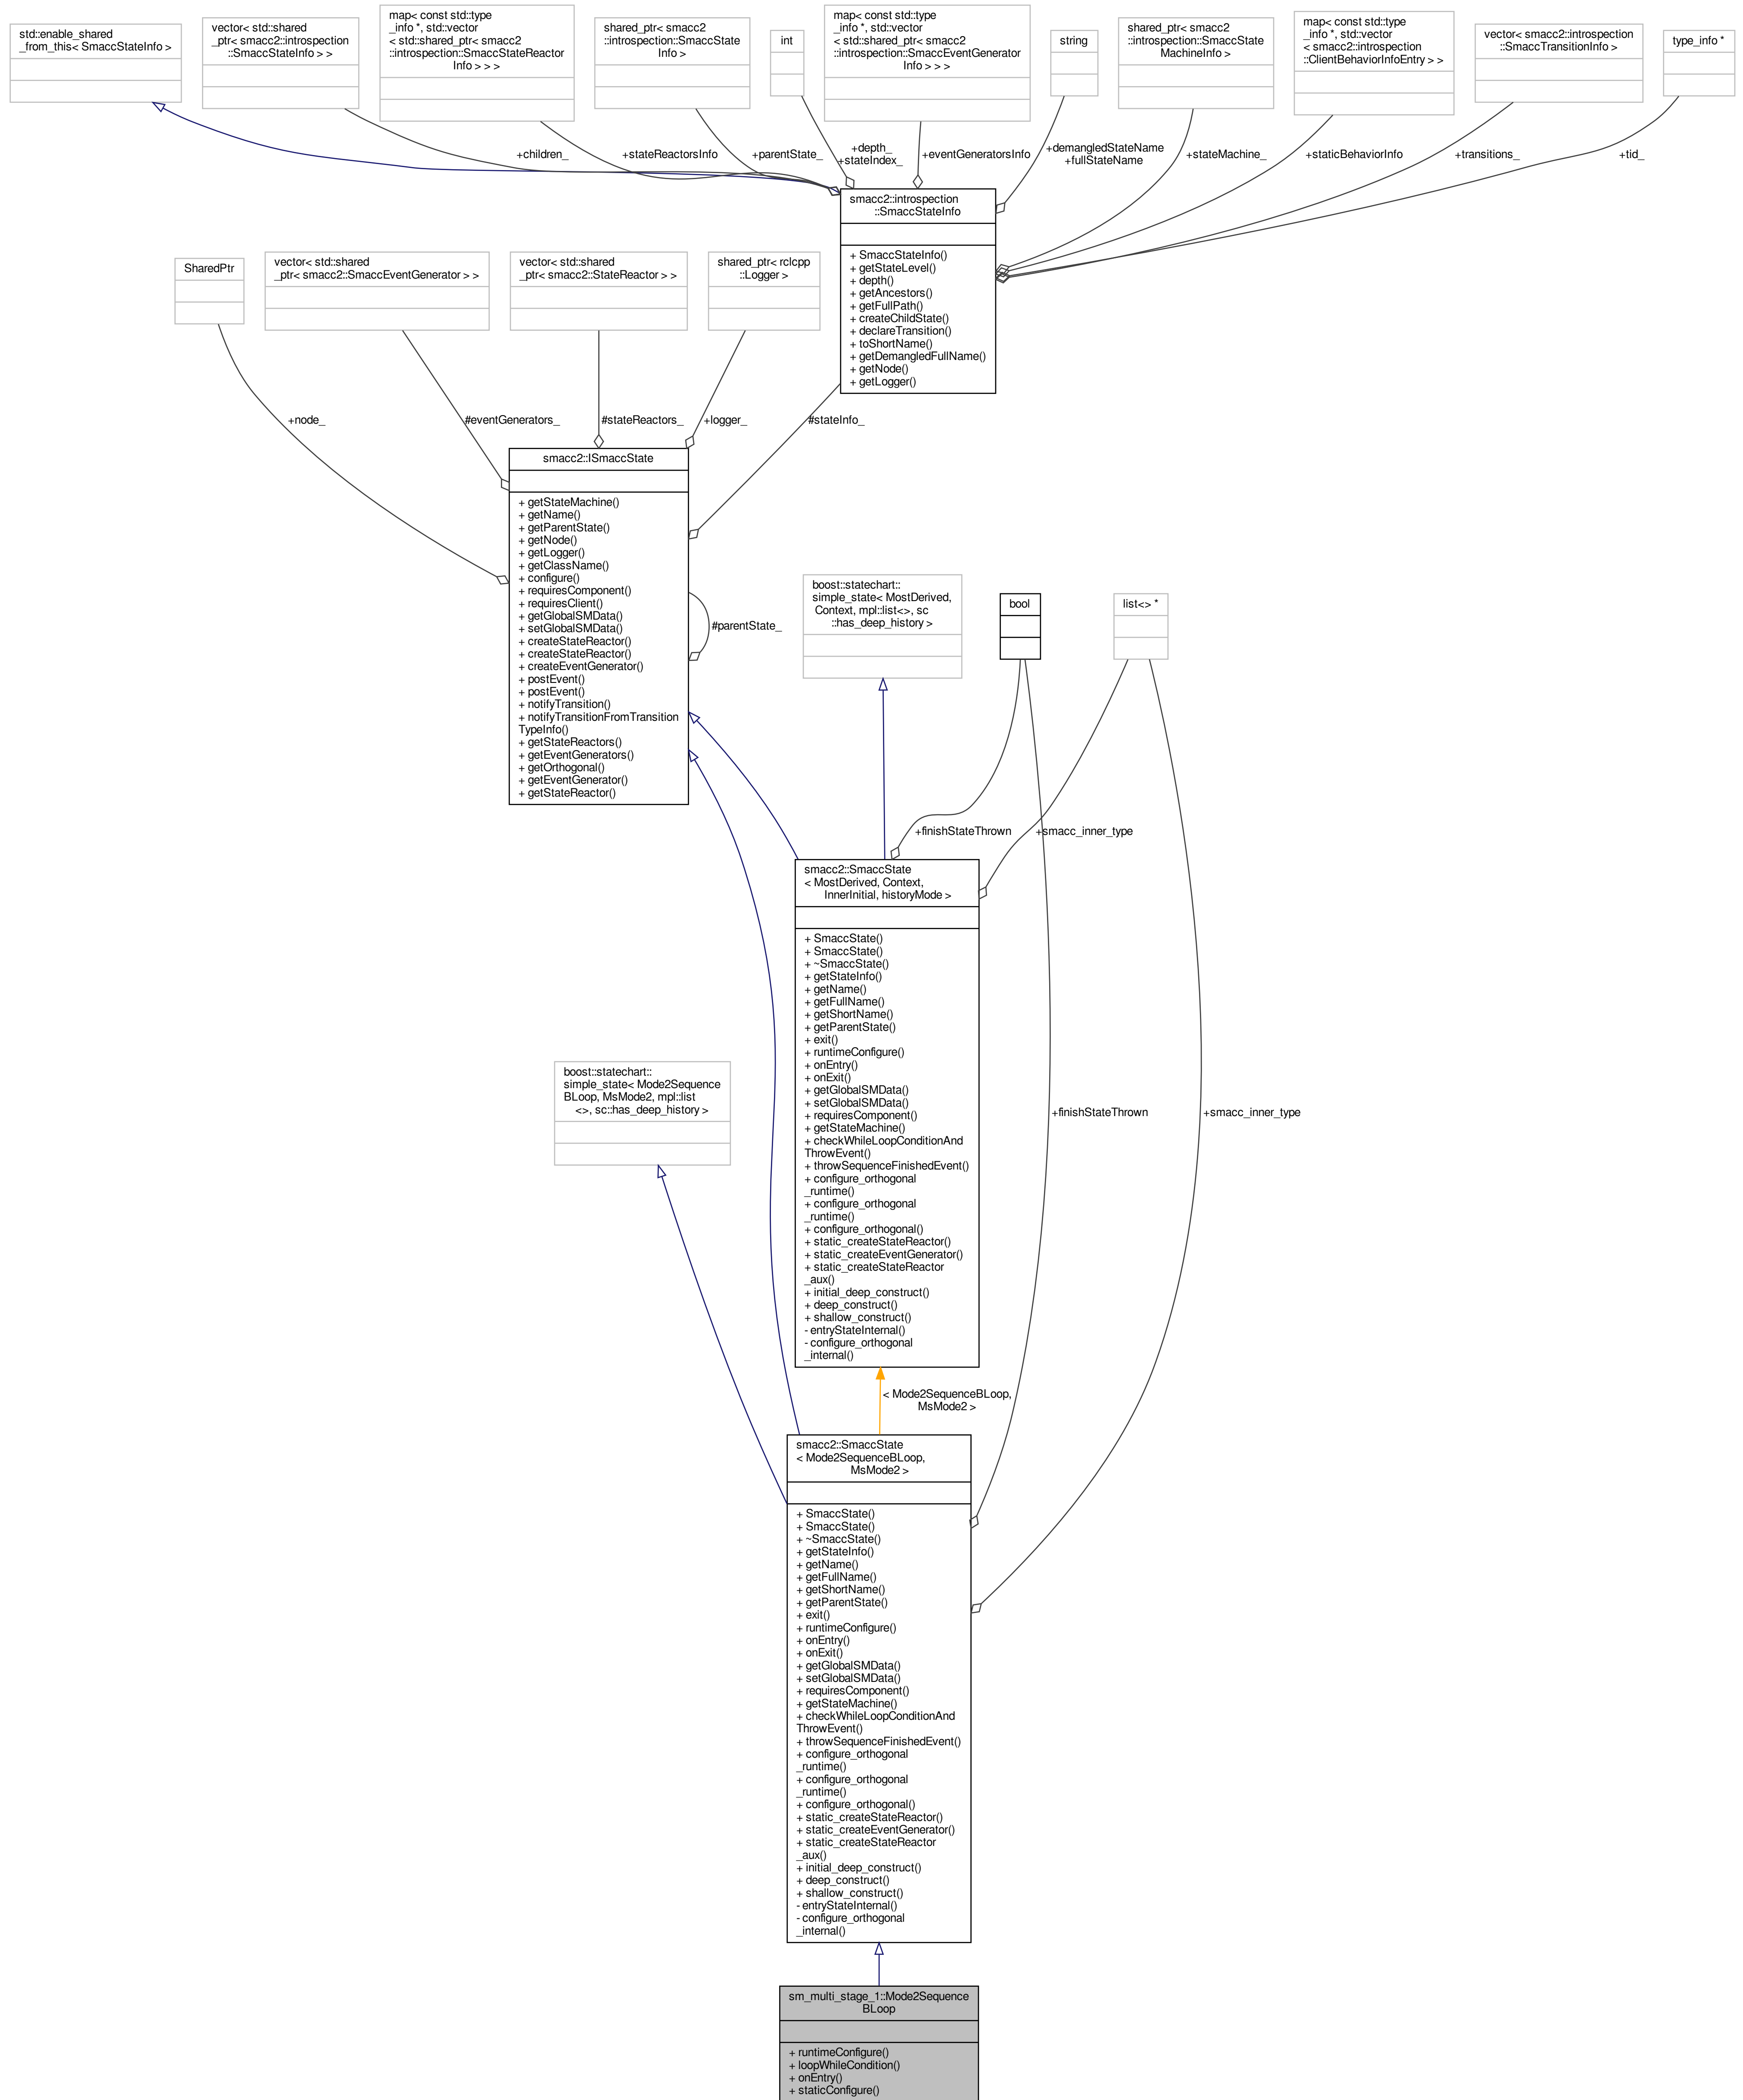 std::enable_shared
_from_this< SmaccStateInfo >
vector< std::shared
_ptr< smacc2::introspection
::SmaccStateInfo > >
map< const std::type
_info *, std::vector
< std::shared_ptr< smacc2
::introspection::SmaccStateReactor
Info > > >
shared_ptr< smacc2
::introspection::SmaccState
Info >
int
map< const std::type
_info *, std::vector
< std::shared_ptr< smacc2
::introspection::SmaccEventGenerator
Info > > >
string
shared_ptr< smacc2
::introspection::SmaccState
MachineInfo >
map< const std::type
_info *, std::vector
< smacc2::introspection
::ClientBehaviorInfoEntry > >
vector< smacc2::introspection
::SmaccTransitionInfo >
type_info *
+children_
+stateReactorsInfo
+parentState_
+depth_
+stateIndex_
+eventGeneratorsInfo
+demangledStateName
+fullStateName
+stateMachine_
+staticBehaviorInfo
+transitions_
+tid_
smacc2::introspection
::SmaccStateInfo
+ SmaccStateInfo()
+ getStateLevel()
+ depth()
+ getAncestors()
+ getFullPath()
+ createChildState()
+ declareTransition()
+ toShortName()
+ getDemangledFullName()
+ getNode()
+ getLogger()
SharedPtr
vector< std::shared
_ptr< smacc2::SmaccEventGenerator > >
vector< std::shared
_ptr< smacc2::StateReactor > >
shared_ptr< rclcpp
::Logger >
+node_
#eventGenerators_
#stateReactors_
+logger_
#stateInfo_
smacc2::ISmaccState
+ getStateMachine()
+ getName()
+ getParentState()
+ getNode()
+ getLogger()
+ getClassName()
+ configure()
+ requiresComponent()
+ requiresClient()
+ getGlobalSMData()
+ setGlobalSMData()
+ createStateReactor()
+ createStateReactor()
+ createEventGenerator()
+ postEvent()
+ postEvent()
+ notifyTransition()
+ notifyTransitionFromTransition
TypeInfo()
+ getStateReactors()
+ getEventGenerators()
+ getOrthogonal()
+ getEventGenerator()
+ getStateReactor()
#parentState_
boost::statechart::
simple_state< MostDerived,
Context, mpl::list<>, sc
::has_deep_history >
bool
list<> *
+finishStateThrown
+smacc_inner_type
smacc2::SmaccState
< MostDerived, Context,
InnerInitial, historyMode >
+ SmaccState()
+ SmaccState()
+ ~SmaccState()
+ getStateInfo()
+ getName()
+ getFullName()
+ getShortName()
+ getParentState()
+ exit()
+ runtimeConfigure()
+ onEntry()
+ onExit()
+ getGlobalSMData()
+ setGlobalSMData()
+ requiresComponent()
+ getStateMachine()
+ checkWhileLoopConditionAnd
ThrowEvent()
+ throwSequenceFinishedEvent()
+ configure_orthogonal
_runtime()
+ configure_orthogonal
_runtime()
+ configure_orthogonal()
+ static_createStateReactor()
+ static_createEventGenerator()
+ static_createStateReactor
_aux()
+ initial_deep_construct()
+ deep_construct()
+ shallow_construct()
- entryStateInternal()
- configure_orthogonal
_internal()
boost::statechart::
simple_state< Mode2Sequence
BLoop, MsMode2, mpl::list
<>, sc::has_deep_history >
+finishStateThrown
+smacc_inner_type
< Mode2SequenceBLoop,
MsMode2 >
smacc2::SmaccState
< Mode2SequenceBLoop,
MsMode2 >
+ SmaccState()
+ SmaccState()
+ ~SmaccState()
+ getStateInfo()
+ getName()
+ getFullName()
+ getShortName()
+ getParentState()
+ exit()
+ runtimeConfigure()
+ onEntry()
+ onExit()
+ getGlobalSMData()
+ setGlobalSMData()
+ requiresComponent()
+ getStateMachine()
+ checkWhileLoopConditionAnd
ThrowEvent()
+ throwSequenceFinishedEvent()
+ configure_orthogonal
_runtime()
+ configure_orthogonal
_runtime()
+ configure_orthogonal()
+ static_createStateReactor()
+ static_createEventGenerator()
+ static_createStateReactor
_aux()
+ initial_deep_construct()
+ deep_construct()
+ shallow_construct()
- entryStateInternal()
- configure_orthogonal
_internal()
sm_multi_stage_1::Mode2Sequence
BLoop
+ runtimeConfigure()
+ loopWhileCondition()
+ onEntry()
+ staticConfigure()